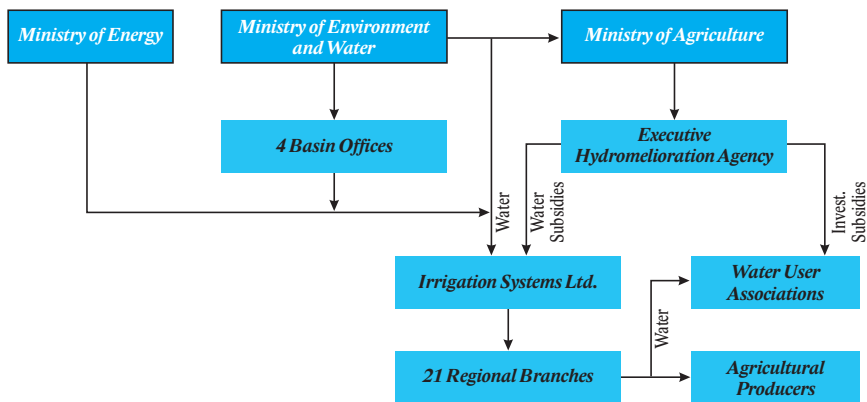 Ministry of Energy
Ministry of Environment
and Water
Ministry of Agriculture
4 Basin Offices
Executive
Hydromelioration Agency
Water
Water
Subsidies
Invest.
Subsidies
Irrigation Systems Ltd.
Water User
Associations
Water
21 Regional Branches
Agricultural
Producers